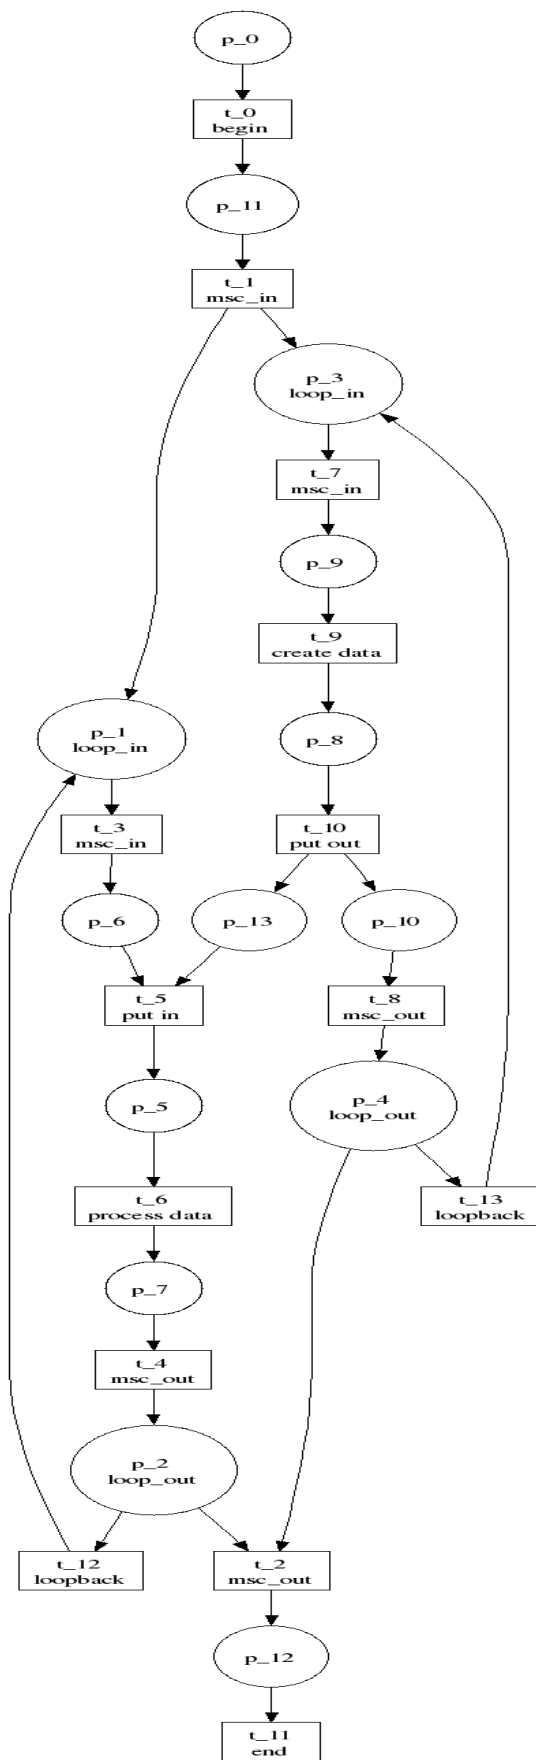 p_0
t_0
begin
p_11
t_1
msc_in
p_3
loop_in
t_7
msc_in
p_9
t_9
create data
p_1
loop_in
p_8
t_3
msc_in
t_10
put out
p_6
p_13
p_10
t_5
put in
t_8
msc_out
p_5
p_4
loop_out
t_6
process data
t_13
loopback
p_7
t_4
msc_out
p_2
loop_out
t_12
loopback
t_2
msc_out
p_12
t_11
end